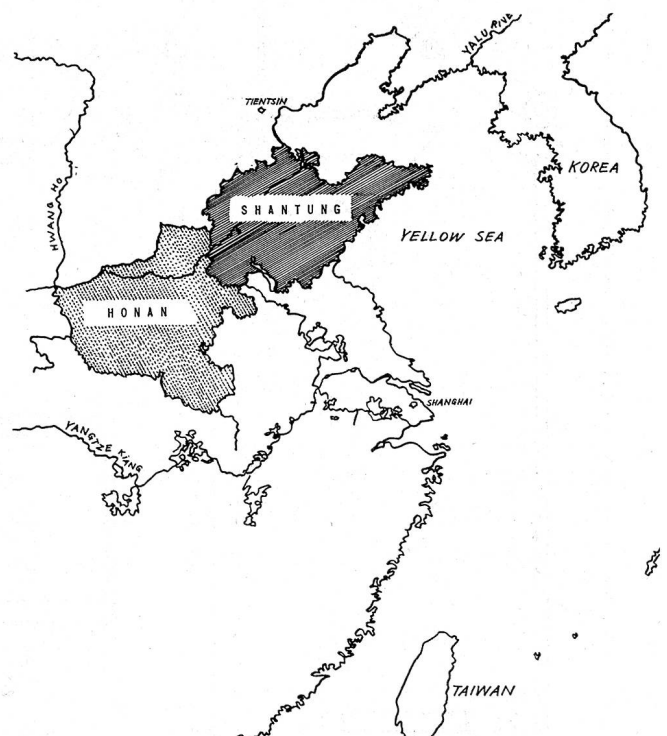 YALU RIVER
TIENTSIN
KOREA
HWANG HO
SHANTUNG
YELLOW SEA
HONAN
SHANGHAI
YANGTZE KIANG
TAIWAN